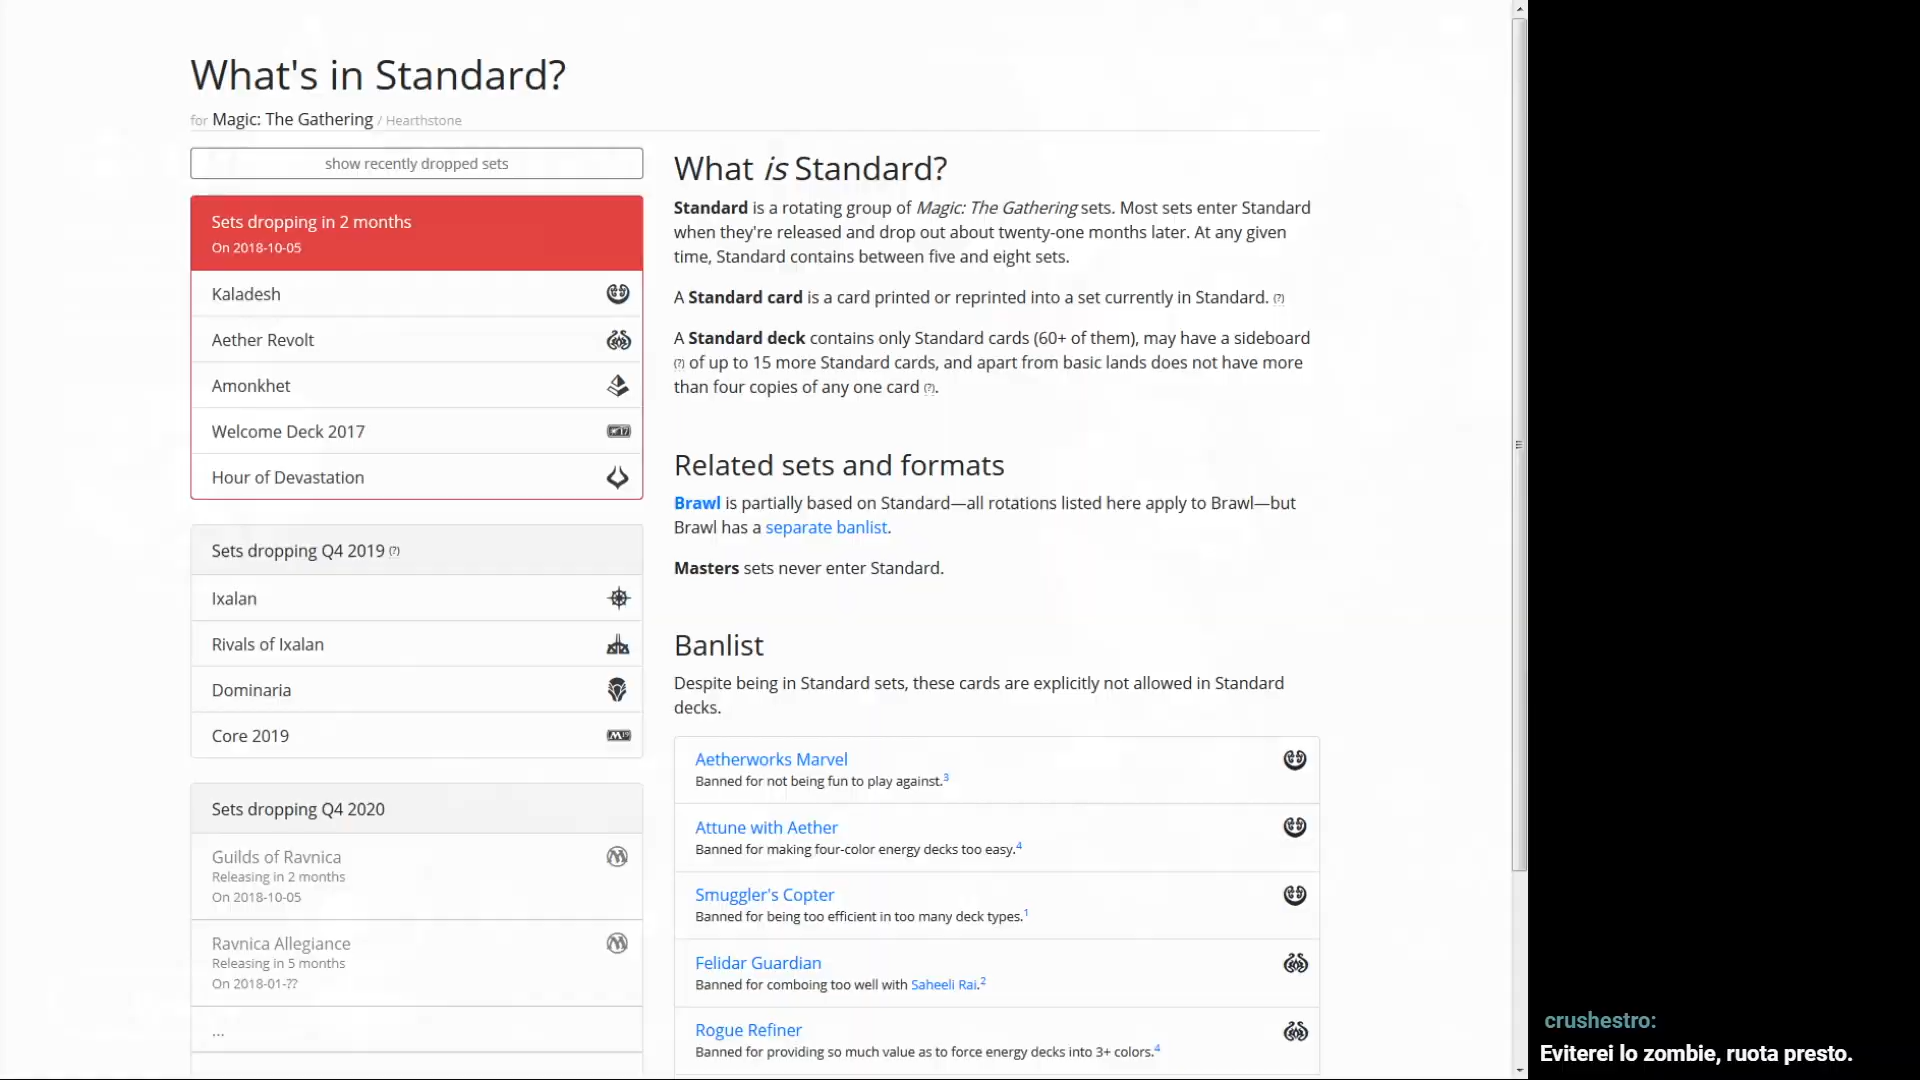 What's in Standard?
for Magic: The Gathering / Hearthstone
show recently dropped sets
Sets dropping in 2 months
On 2018-10-05
Kaladesh
Aether Revolt
Amonkhet
Welcome Deck 2017
Hour of Devastation
Sets dropping Q4 2019 (?)
Ixalan
Rivals of Ixalan
Dominaria
Core 2019
Sets dropping Q4 2020
Guilds of Ravnica
Releasing in 2 months
On 2018-10-05
Ravnica Allegiance
Releasing in 5 months
On 2018-01-??
...
What is Standard?
Standard is a rotating group of Magic: The Gathering sets. Most sets enter Standard
when they're released and drop out about twenty-one months later. At any given
time, Standard contains between five and eight sets.
A Standard card is a card printed or reprinted into a set currently in Standard. (?)
A Standard deck contains only Standard cards (60+ of them), may have a sideboard
(?) of up to 15 more Standard cards, and apart from basic lands does not have more
than four copies of any one card (?).
Related sets and formats
Brawl is partially based on Standard—all rotations listed here apply to Brawl—but
Brawl has a separate banlist.
Masters sets never enter Standard.
Banlist
Despite being in Standard sets, these cards are explicitly not allowed in Standard
decks.
Aetherworks Marvel
Banned for not being fun to play against.3
Attune with Aether
Banned for making four-color energy decks too easy.4
Smuggler's Copter
Banned for being too efficient in too many deck types.1
Felidar Guardian
Banned for comboing too well with Saheeli Rai.2
Rogue Refiner
Banned for providing so much value as to force energy decks into 3+ colors.4
crushestro:
Eviterei lo zombie, ruota presto.